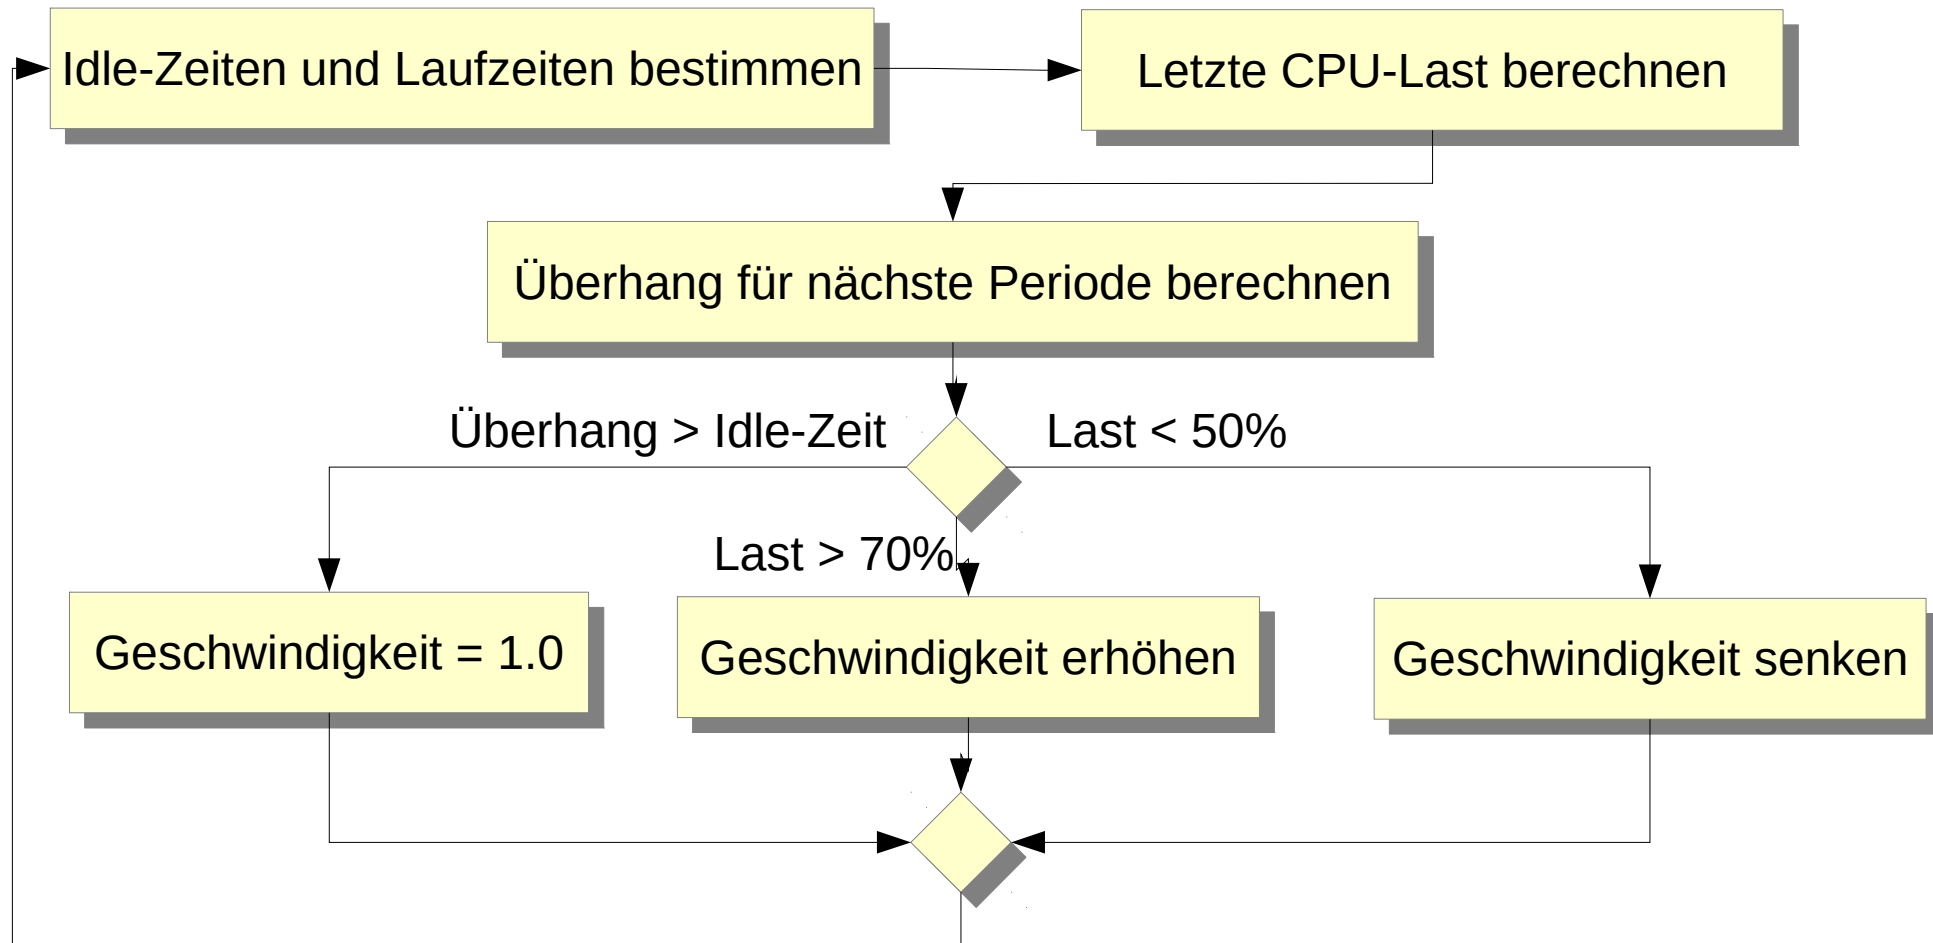 Idle-Zeiten und Laufzeiten bestimmen
Letzte CPU-Last berechnen
Überhang für nächste Periode berechnen
Überhang > Idle-Zeit
Last < 50%
Last > 70%
Geschwindigkeit = 1.0
Geschwindigkeit erhöhen
Geschwindigkeit senken